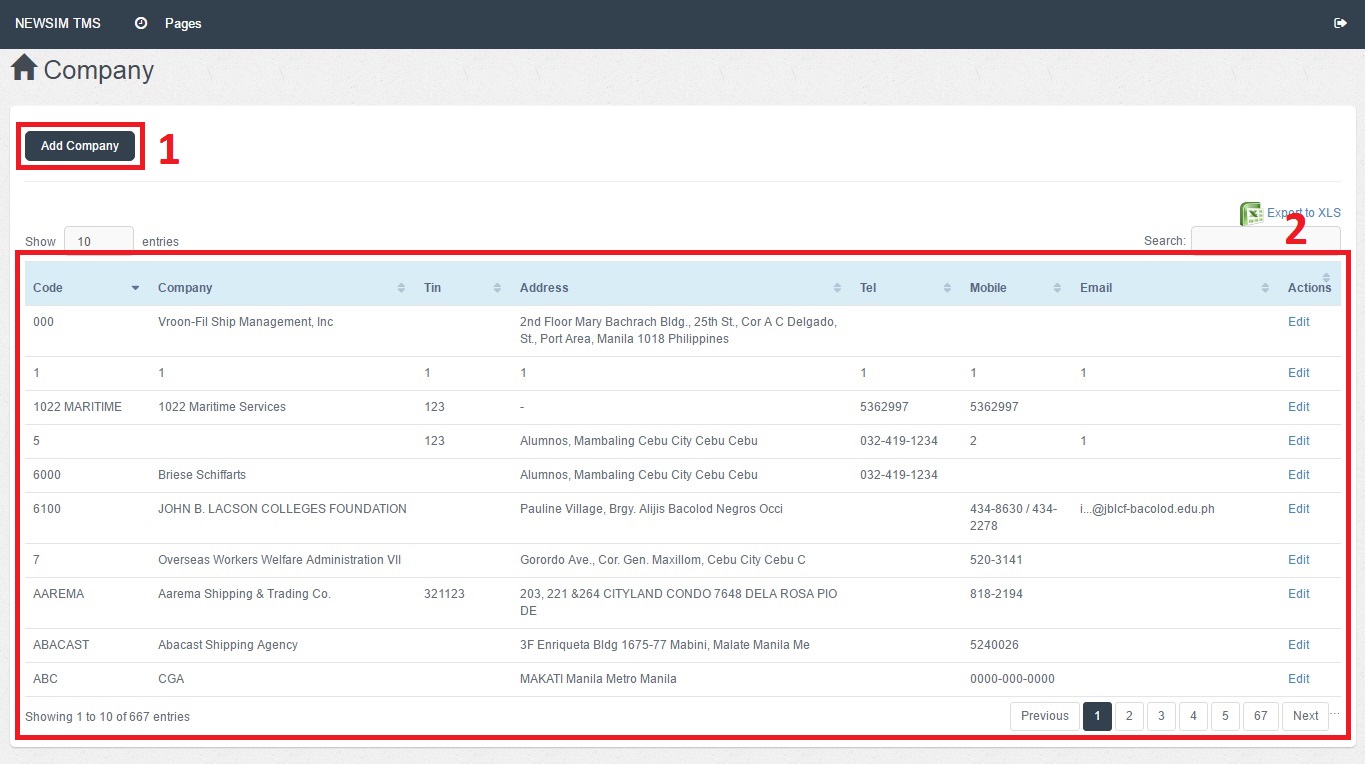 NEWSIM TMS Pages
Company
Add Company 1
Export to XLS
Show 10 entries Search: 2
Code Company Tin Address Tel Mobile Email Actions
000 Vroon-Fil Ship Management, Inc 2nd Floor Mary Bachrach Bldg., 25th St., Cor A C Delgado, Edit
St., Port Area, Manila 1018 Philippines
1 1 1 1 1 1 1 Edit
1022 MARITIME 1022 Maritime Services 123 - 5362997 5362997 Edit
5 123 Alumnos, Mambaling Cebu City Cebu Cebu 032-419-1234 2 1 Edit
6000 Briese Schiffarts Alumnos, Mambaling Cebu City Cebu Cebu 032-419-1234 Edit
6100 JOHN B. LACSON COLLEGES FOUNDATION Pauline Village, Brgy. Alijis Bacolod Negros Occi 434-8630 / 434- i...@jblcf-bacolod.edu.ph Edit
2278
7 Overseas Workers Welfare Administration VII Gorordo Ave., Cor. Gen. Maxillom, Cebu City Cebu C 520-3141 Edit
AAREMA Aarema Shipping & Trading Co. 321123 203, 221 &264 CITYLAND CONDO 7648 DELA ROSA PIO 818-2194 Edit
DE
ABACAST Abacast Shipping Agency 3F Enriqueta Bldg 1675-77 Mabini, Malate Manila Me 5240026 Edit
ABC CGA MAKATI Manila Metro Manila 0000-000-0000 Edit
Showing 1 to 10 of 667 entries Previous 1 2 3 4 5 67 Next ...